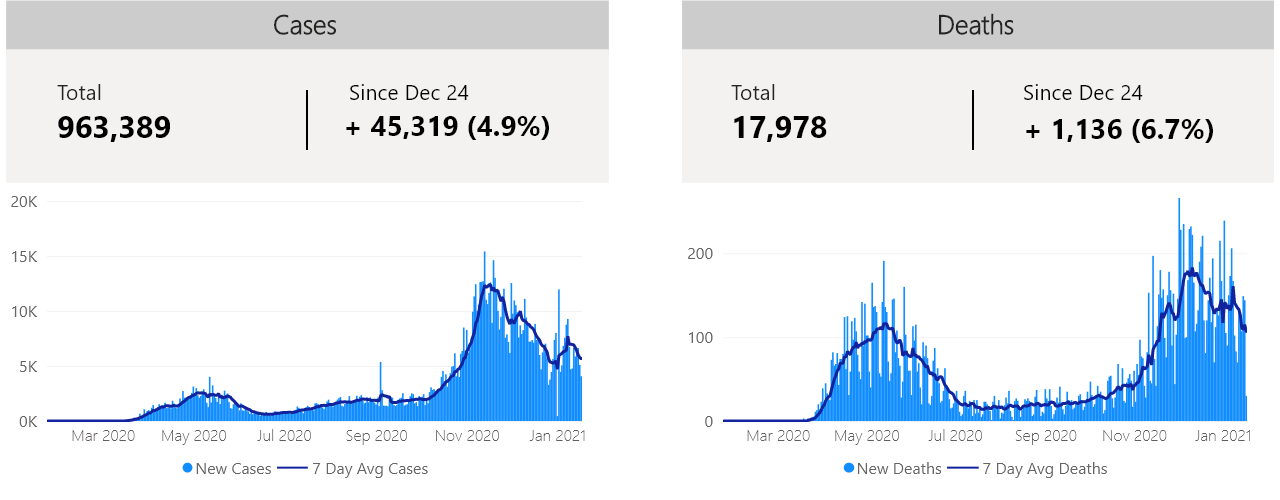 Cases
Total
963,389
Since Dec 24
+ 45,319 (4.9%)
20K
15K
10K
5K
0K
Mar 2020 May 2020 Jul 2020 Sep 2020 Nov 2020 Jan 2021
New Cases 7 Day Avg Cases
Deaths
Total
17,978
Since Dec 24
+ 1,136 (6.7%)
200
100
0
Mar 2020 May 2020 Jul 2020 Sep 2020 Nov 2020 Jan 2021
New Deaths 7 Day Avg Deaths